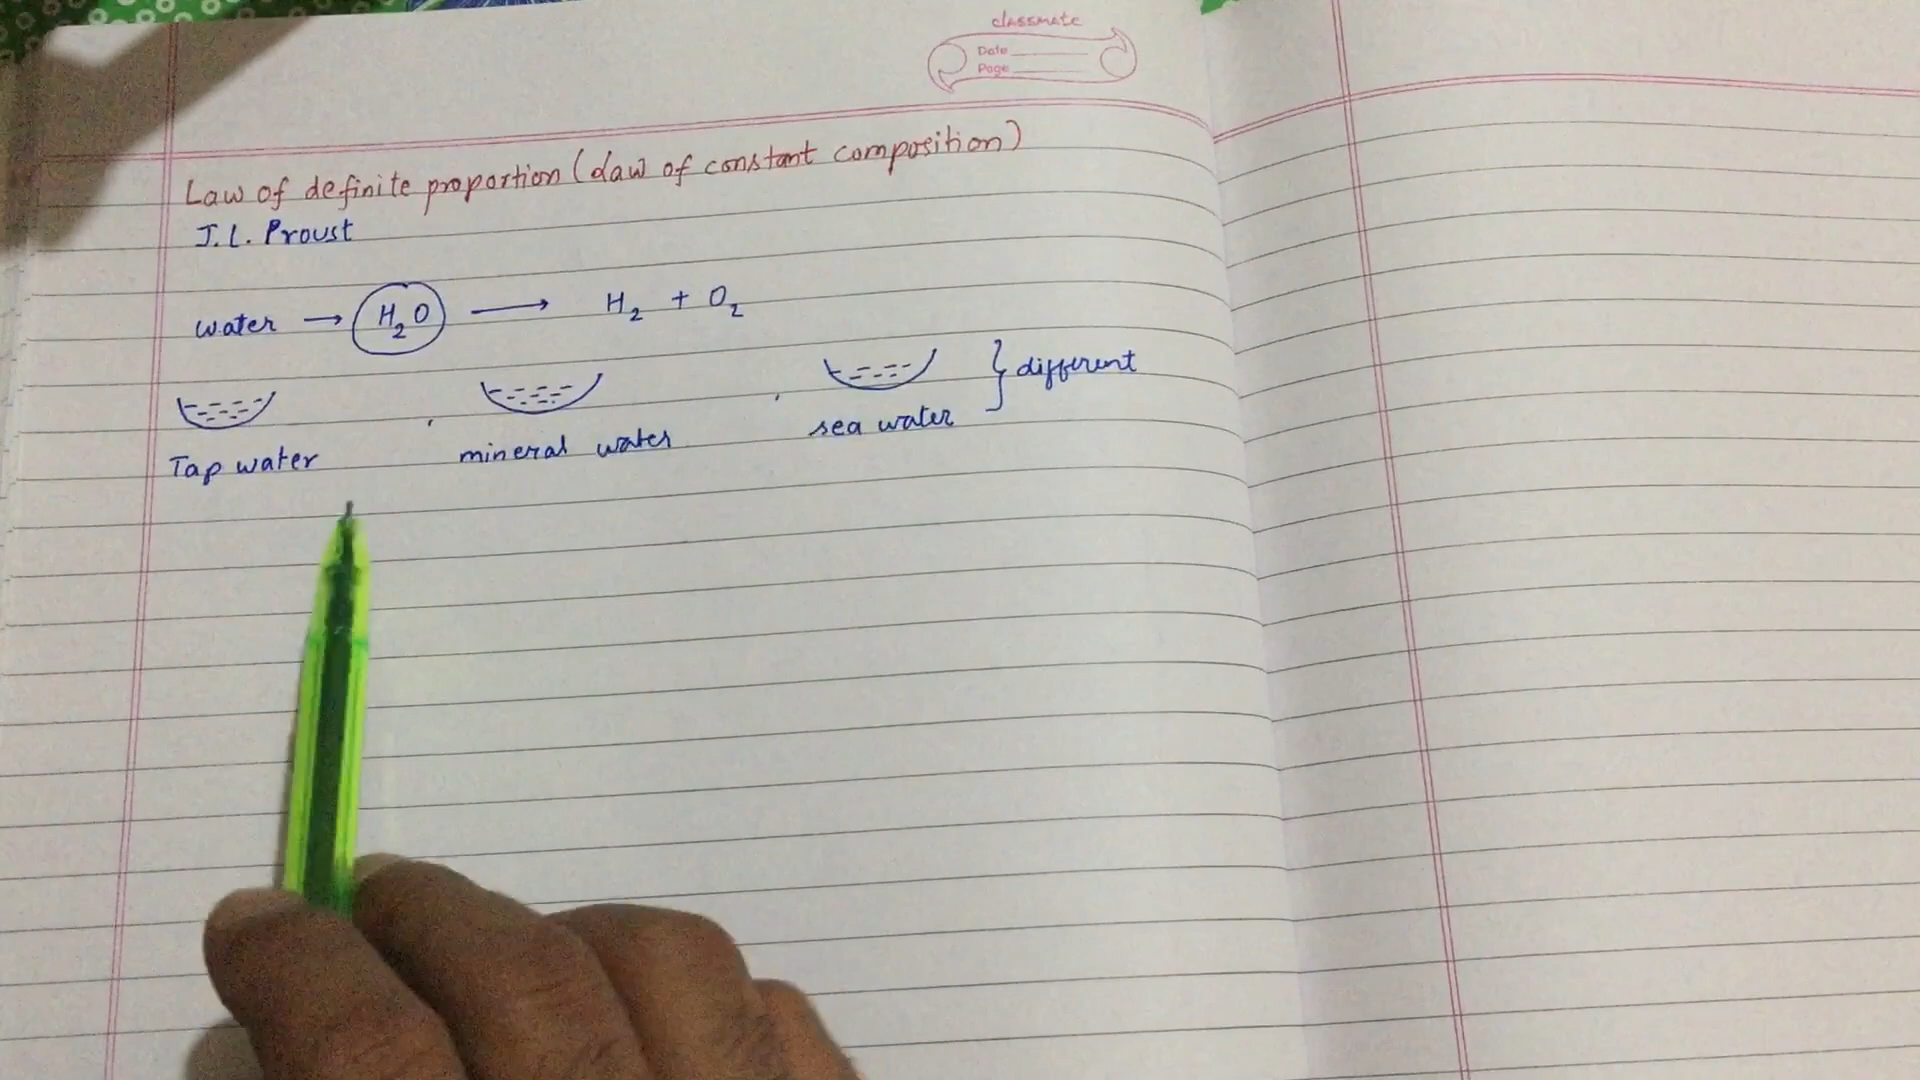 classmate
Date
Page
Law of definite proportion (Law of constant composition)
J.L. Proust
water → H₂O → H₂ + O₂
} different
Tap water , mineral water , sea water